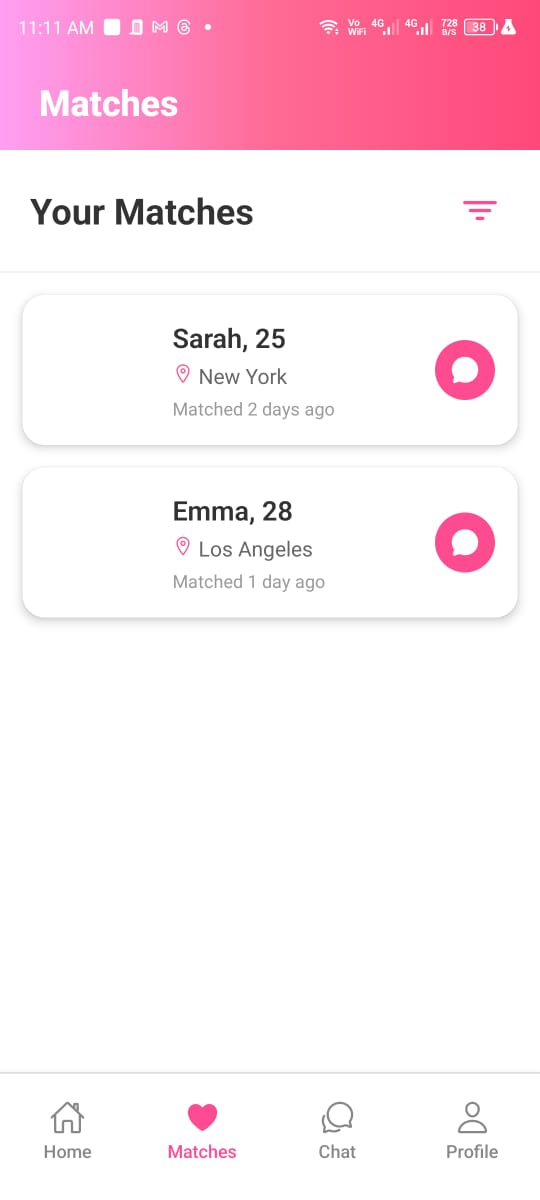 11:11 AM
Vo
WiFi
4G
4G
728
B/S
38
Matches
Your Matches
Sarah, 25
New York
Matched 2 days ago
Emma, 28
Los Angeles
Matched 1 day ago
Home
Matches
Chat
Profile